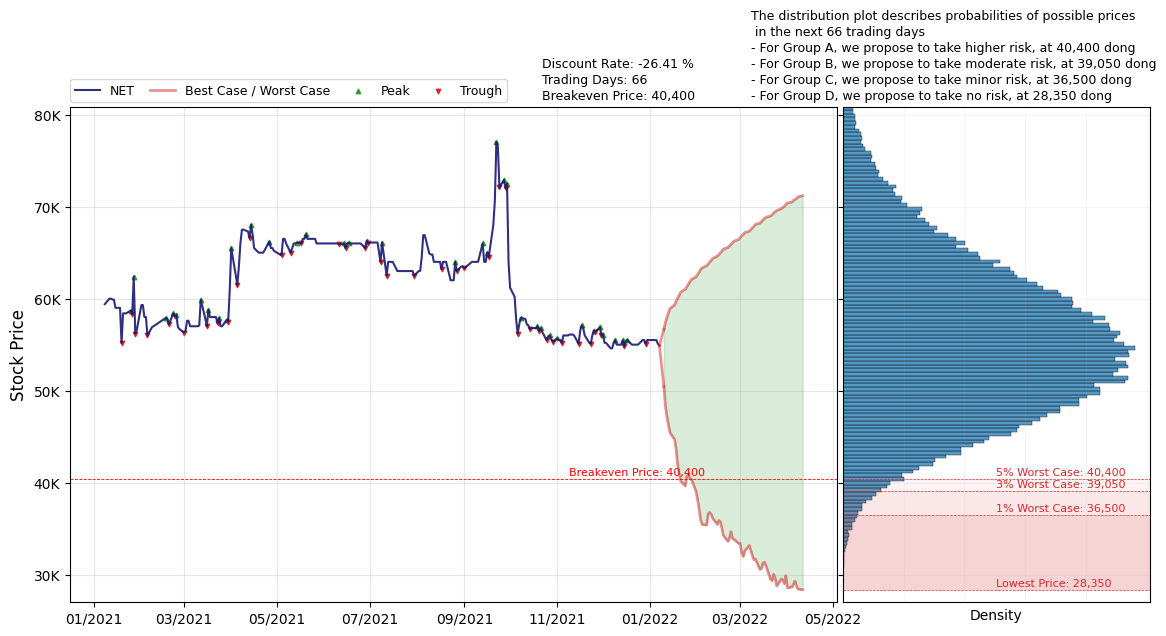 The distribution plot describes probabilities of possible prices
in the next 66 trading days
- For Group A, we propose to take higher risk, at 40,400 dong
- For Group B, we propose to take moderate risk, at 39,050 dong
- For Group C, we propose to take minor risk, at 36,500 dong
- For Group D, we propose to take no risk, at 28,350 dong
Discount Rate: -26.41 %
Trading Days: 66
Breakeven Price: 40,400
NET
Best Case / Worst Case
Peak
Trough
Stock Price
80K
70K
60K
50K
40K
30K
Breakeven Price: 40,400
5% Worst Case: 40,400
3% Worst Case: 39,050
1% Worst Case: 36,500
Lowest Price: 28,350
01/2021
03/2021
05/2021
07/2021
09/2021
11/2021
01/2022
03/2022
05/2022
Density